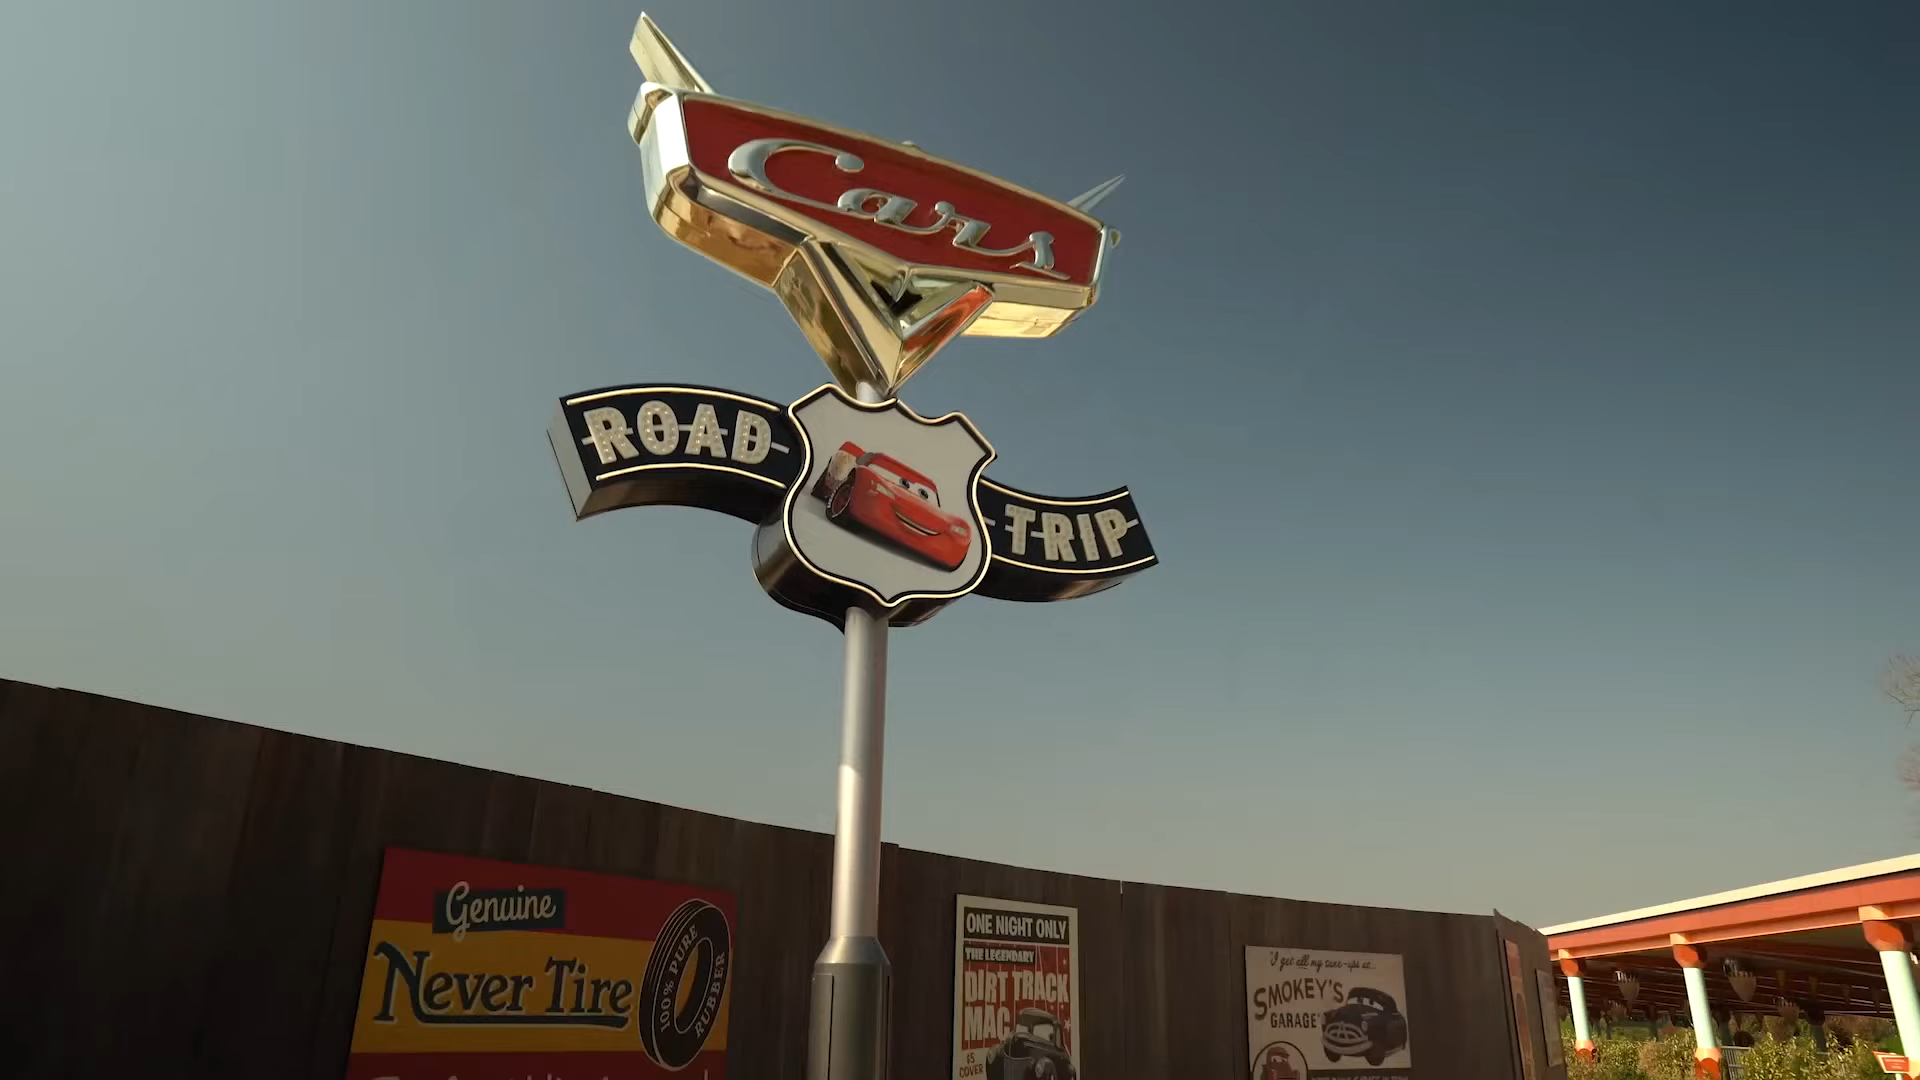 Cars
ROAD TRIP
Genuine
Never Tire
100% PURE RUBBER
ONE NIGHT ONLY
THE LEGENDARY
DIRT TRACK
MAC
$5
COVER
I get all my tune-ups at...
SMOKEY'S
GARAGE